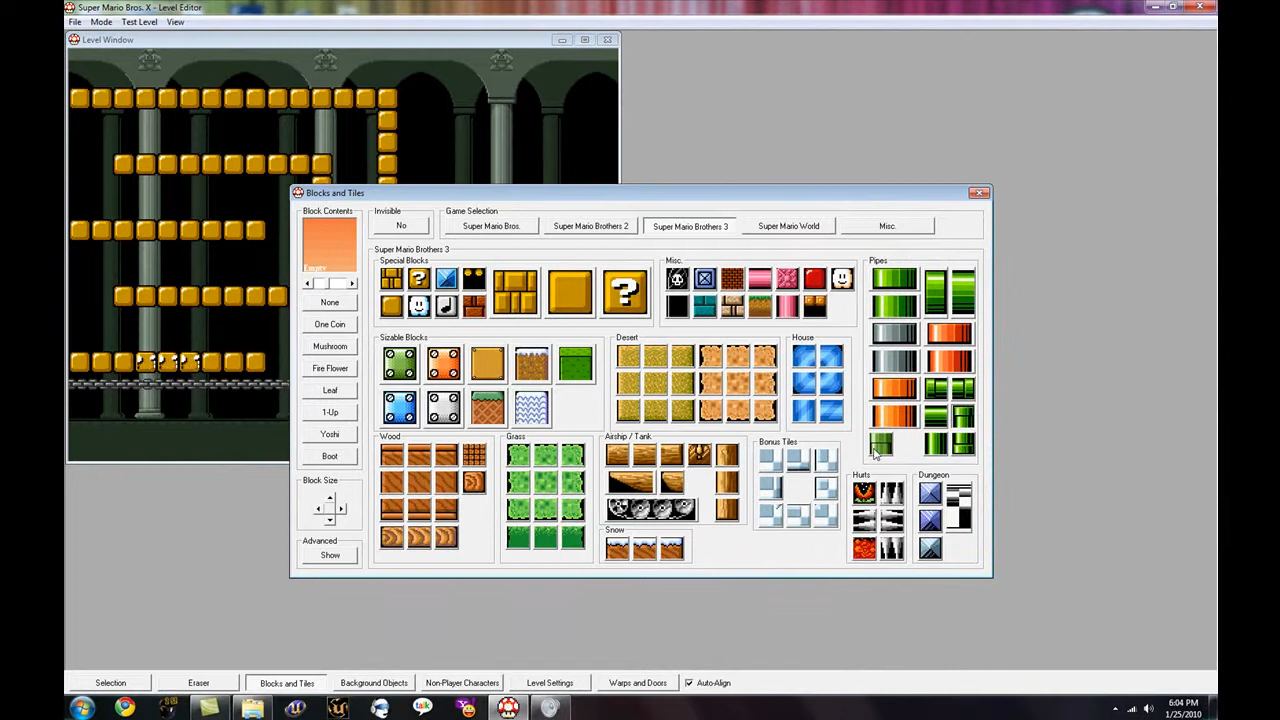 Super Mario Bros. X - Level Editor
File Mode Test Level View
Level Window
Blocks and Tiles
Block Contents
Invisible
Game Selection
No
Super Mario Bros.
Super Mario Brothers 2
Super Mario Brothers 3
Super Mario World
Misc.
Empty
Super Mario Brothers 3
Special Blocks
Misc.
Pipes
None
One Coin
Mushroom
Fire Flower
Leaf
1-Up
Yoshi
Boot
Sizable Blocks
Desert
House
Wood
Grass
Airship / Tank
Bonus Tiles
Block Size
Hurts
Dungeon
Snow
Advanced
Show
Selection
Eraser
Blocks and Tiles
Background Objects
Non-Player Characters
Level Settings
Warps and Doors
Auto-Align
talk
6:04 PM
1/25/2010